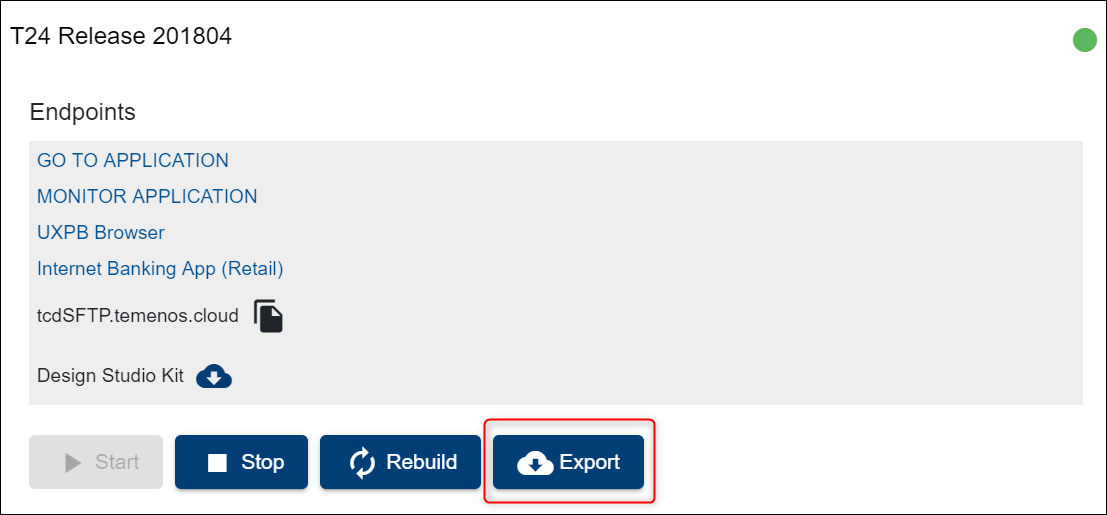 T24 Release 201804
Endpoints
GO TO APPLICATION
MONITOR APPLICATION
UXPB Browser
Internet Banking App (Retail)
tcdSFTP.temenos.cloud
Design Studio Kit
Start Stop Rebuild Export